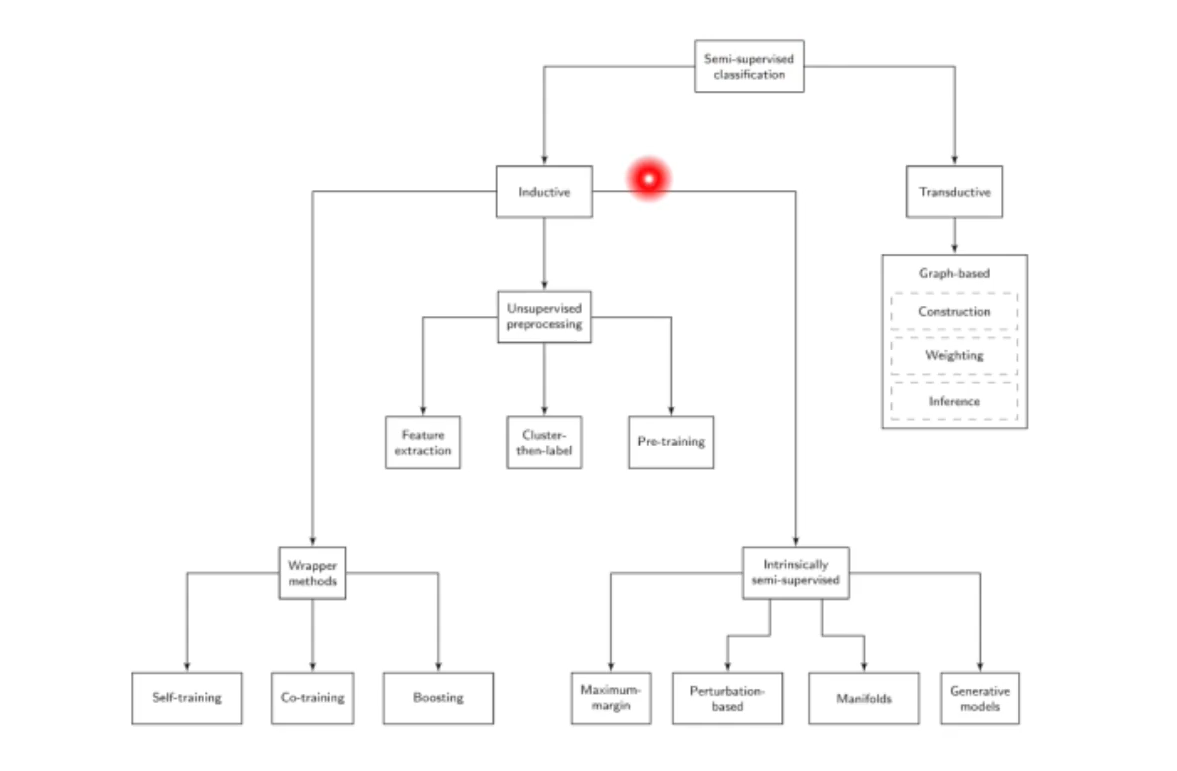 Semi-supervised
classification
Inductive
Transductive
Graph-based
Construction
Weighting
Inference
Unsupervised
preprocessing
Feature
extraction
Cluster-
then-label
Pre-training
Wrapper
methods
Intrinsically
semi-supervised
Self-training
Co-training
Boosting
Maximum-
margin
Perturbation-
based
Manifolds
Generative
models